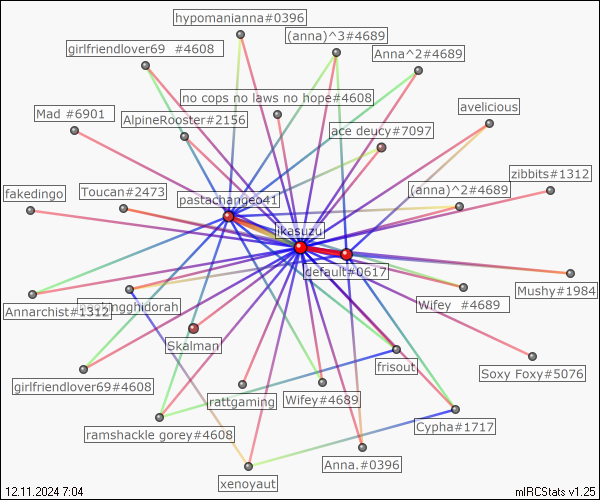 hypomanianna#0396
(anna)^3#4689
girlfriendlover69 #4608
Anna^2#4689
no cops no laws no hope#4608
avelicious
Mad #6901
AlpineRooster#2156
ace deucy#7097
zibbits#1312
fakedingo
Toucan#2473
pastachangeo41
(anna)^2#4689
ikasuzu
default#0617
Mushy#1984
Annarchist#1312
Wifey #4689
Skalman
frisout
Soxy Foxy#5076
girlfriendlover69#4608
rattgaming
Wifey#4689
ramshackle gorey#4608
Cypha#1717
Anna.#0396
xenoyaut
12.11.2024 7:04
mIRCStats v1.25